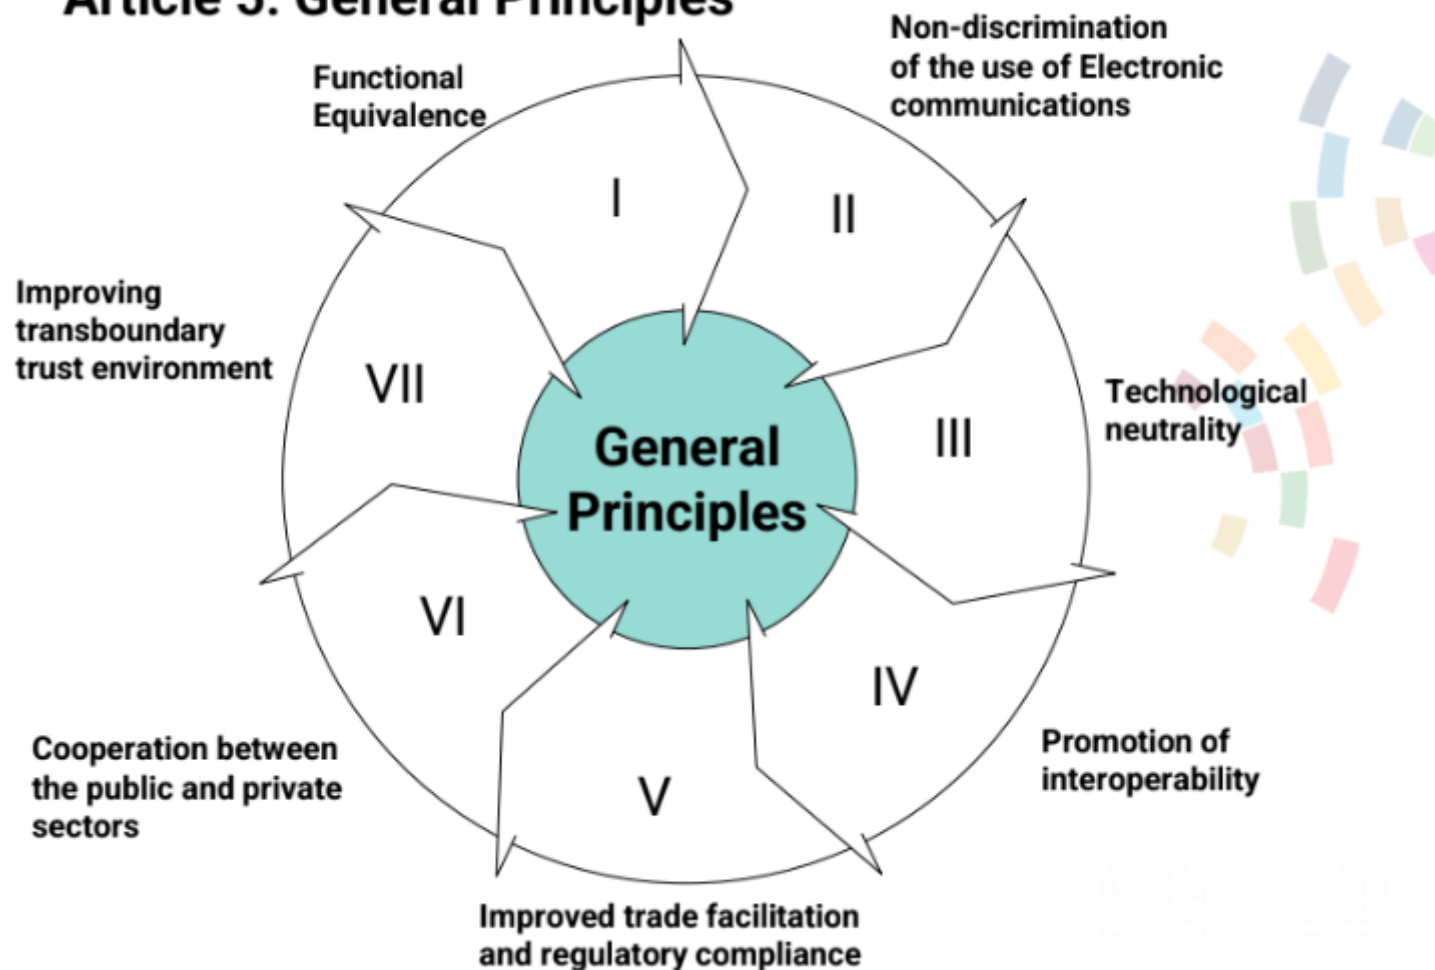 Article 5: General Principles
Functional
Equivalence
Non-discrimination
of the use of Electronic
communications
I
II
Improving
transboundary
trust environment
VII
III
Technological
neutrality
General
Principles
VI
IV
Cooperation between
the public and private
sectors
V
Promotion of
interoperability
Improved trade facilitation
and regulatory compliance
ESCAP